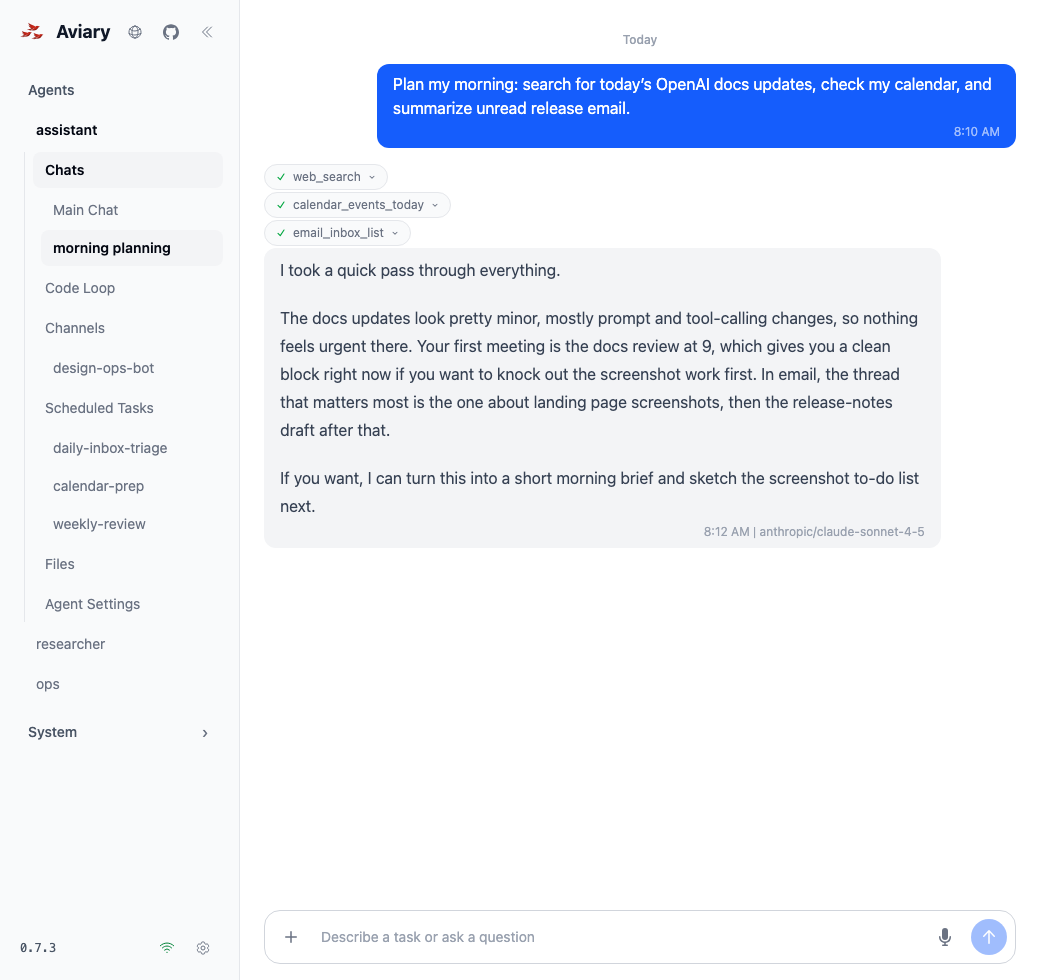 Aviary
Agents
assistant
Chats
Main Chat
morning planning
Code Loop
Channels
design-ops-bot
Scheduled Tasks
daily-inbox-triage
calendar-prep
weekly-review
Files
Agent Settings
researcher
ops
System
0.7.3
Today
Plan my morning: search for today’s OpenAI docs updates, check my calendar, and
summarize unread release email.
8:10 AM
web_search
calendar_events_today
email_inbox_list
I took a quick pass through everything.
The docs updates look pretty minor, mostly prompt and tool-calling changes, so nothing
feels urgent there. Your first meeting is the docs review at 9, which gives you a clean
block right now if you want to knock out the screenshot work first. In email, the thread
that matters most is the one about landing page screenshots, then the release-notes
draft after that.
If you want, I can turn this into a short morning brief and sketch the screenshot to-do list
next.
8:12 AM | anthropic/claude-sonnet-4-5
Describe a task or ask a question